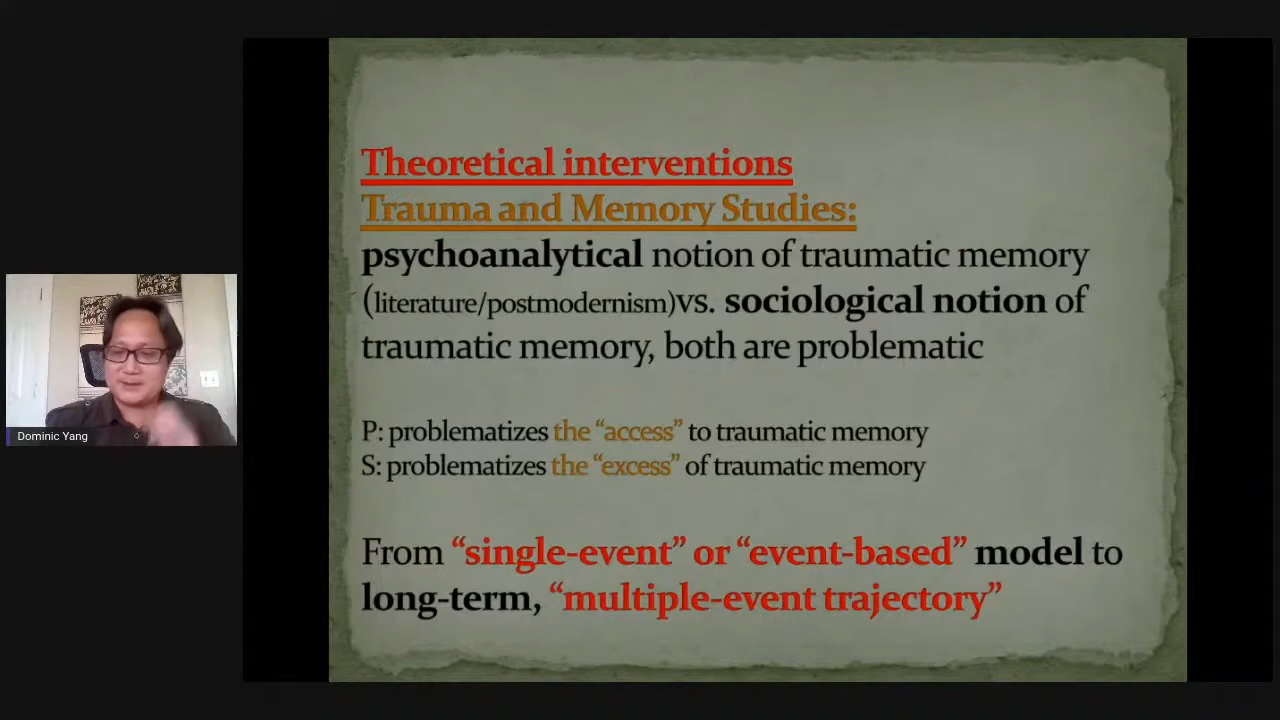 Theoretical interventions
Trauma and Memory Studies:
psychoanalytical notion of traumatic memory
(literature/postmodernism)vs. sociological notion of
traumatic memory, both are problematic
P: problematizes the “access” to traumatic memory
S: problematizes the “excess” of traumatic memory
From “single-event” or “event-based” model to
long-term, “multiple-event trajectory”
Dominic Yang